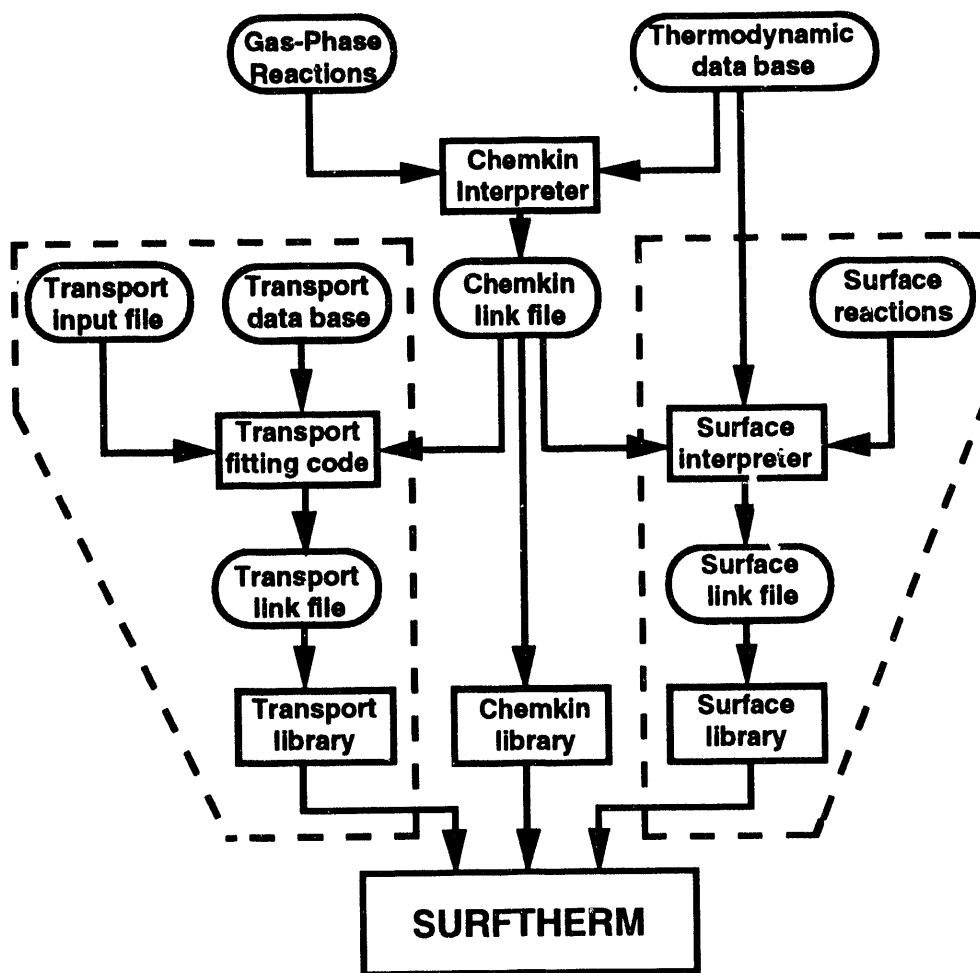 Gas-Phase
Reactions
Thermodynamic
data base
Chemkin
Interpreter
Transport
input file
Transport
data base
Chemkin
link file
Surface
reactions
Transport
fitting code
Surface
interpreter
Transport
link file
Surface
link file
Transport
library
Chemkin
library
Surface
library
SURFTHERM